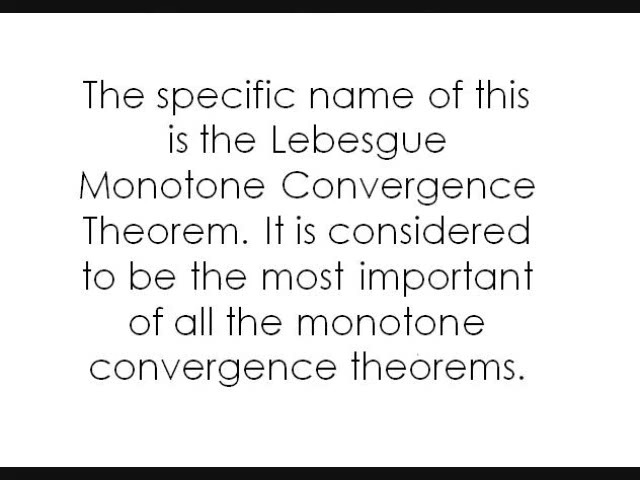 The specific name of this
is the Lebesgue
Monotone Convergence
Theorem. It is considered
to be the most important
of all the monotone
convergence theorems.